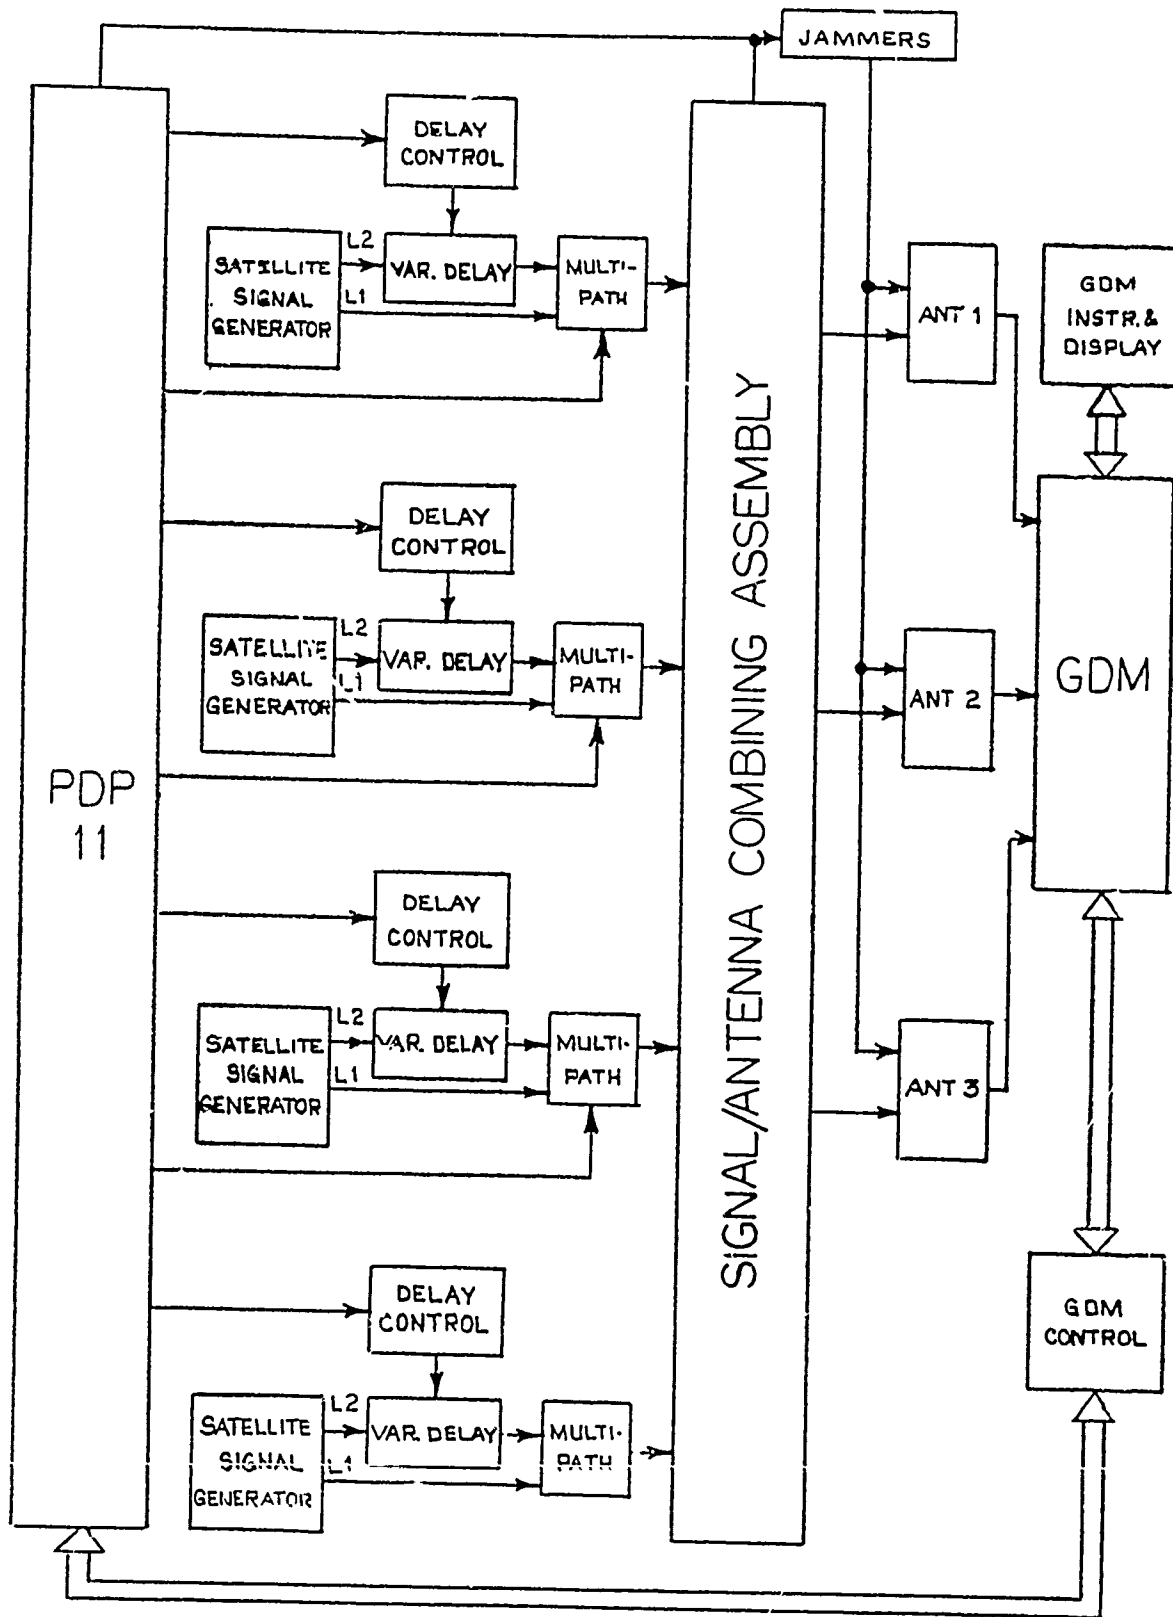 JAMMERS
PDP
11
DELAY
CONTROL
SATELLITE
SIGNAL
GENERATOR
L2
L1
VAR. DELAY
MULTI-
PATH
DELAY
CONTROL
SATELLITE
SIGNAL
GENERATOR
L2
L1
VAR. DELAY
MULTI-
PATH
DELAY
CONTROL
SATELLITE
SIGNAL
GENERATOR
L2
L1
VAR. DELAY
MULTI-
PATH
DELAY
CONTROL
SATELLITE
SIGNAL
GENERATOR
L2
L1
VAR. DELAY
MULTI-
PATH
SIGNAL/ANTENNA COMBINING ASSEMBLY
ANT 1
ANT 2
ANT 3
GDM
INSTR. &
DISPLAY
GDM
GDM
CONTROL